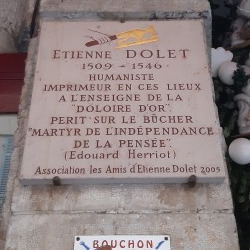 ETIENNE DOLET
1509 - 1546
HUMANISTE
IMPRIMEUR EN CES LIEUX
A L'ENSEIGNE DE LA
"DOLOIRE D'OR".
PERIT SUR LE BÛCHER
"MARTYR DE L'INDÉPENDANCE
DE LA PENSÉE".
(Edouard Herriot)
Association les Amis d'Etienne Dolet 2005
BOUCHON